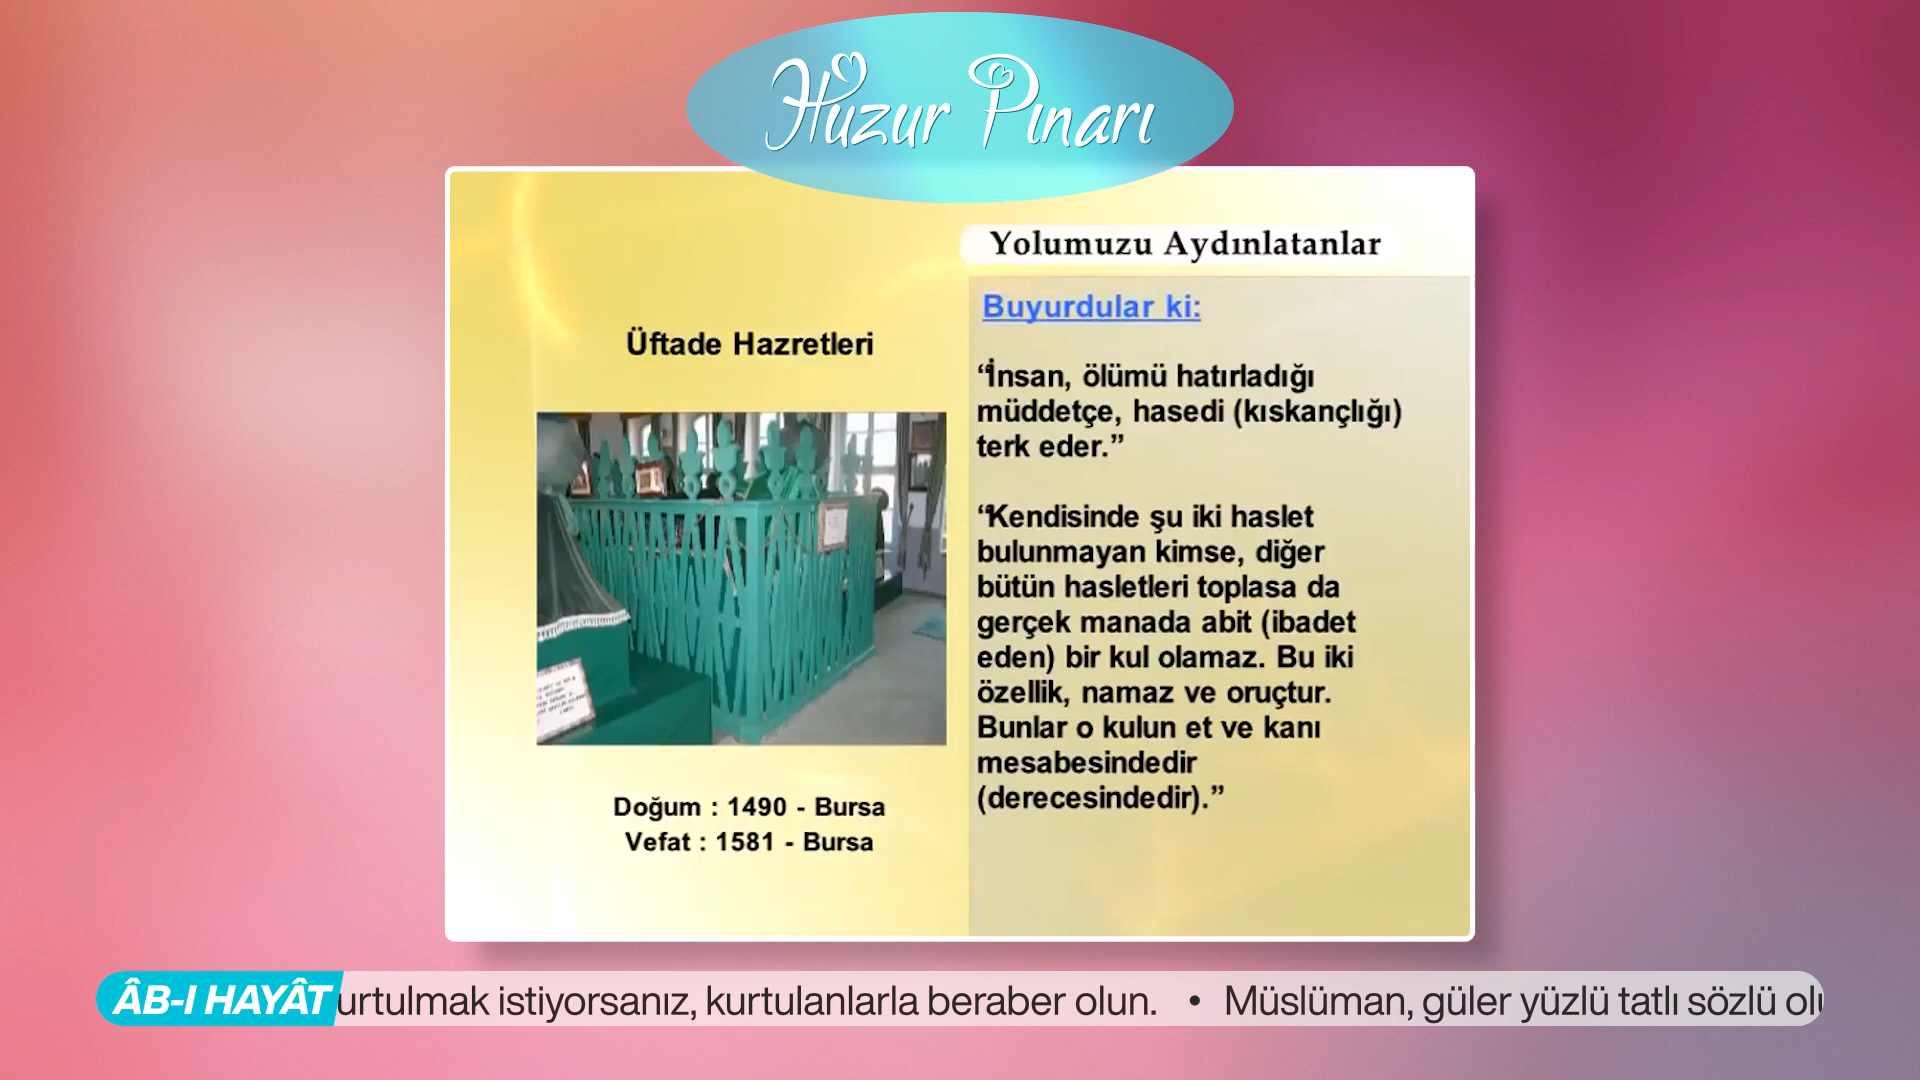 Huzur Pınarı
Yolumuzu Aydınlatanlar
Üftade Hazretleri
Doğum : 1490 - Bursa
Vefat : 1581 - Bursa
Buyurdular ki:
“İnsan, ölümü hatırladığı
müddetçe, hasedi (kıskançlığı)
terk eder.”
“Kendisinde şu iki haslet
bulunmayan kimse, diğer
bütün hasletleri toplasa da
gerçek manada abit (ibadet
eden) bir kul olamaz. Bu iki
özellik, namaz ve oruçtur.
Bunlar o kulun et ve kanı
mesabesindedir
(derecesindedir).”
ÂB-I HAYÂT urtulmak istiyorsanız, kurtulanlarla beraber olun. • Müslüman, güler yüzlü tatlı sözlü